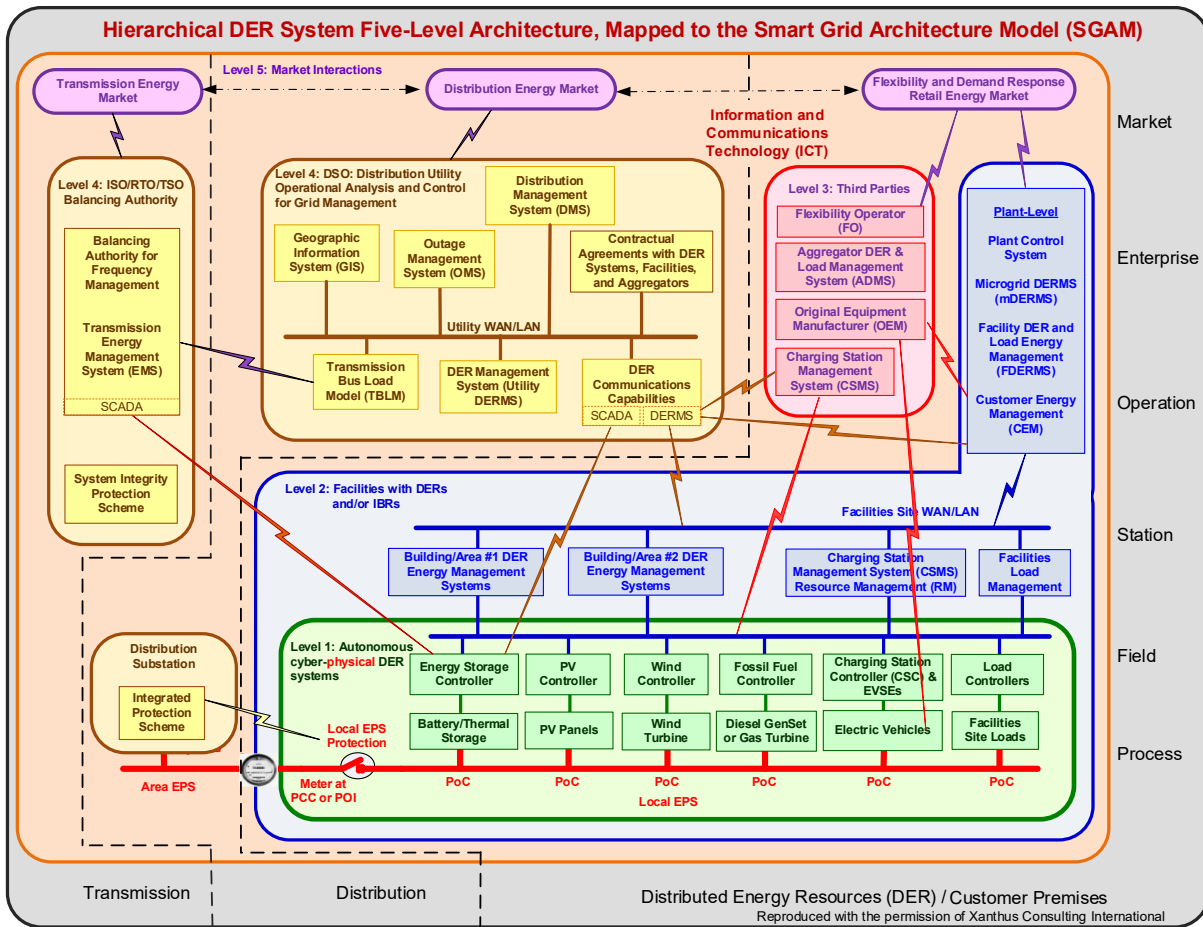 Hierarchical DER System Five-Level Architecture, Mapped to the Smart Grid Architecture Model (SGAM)
Transmission Energy
Market
Level 5: Market Interactions
Distribution Energy Market
Flexibility and Demand Response
Retail Energy Market
Information and
Communications
Technology (ICT)
Market
Enterprise
Operation
Station
Field
Process
Level 4: ISO/RTO/TSO
Balancing Authority
Balancing
Authority for
Frequency
Management
Transmission
Energy
Management
System (EMS)
SCADA
System Integrity
Protection
Scheme
Level 4: DSO: Distribution Utility
Operational Analysis and Control
for Grid Management
Distribution
Management
System (DMS)
Geographic
Information
System (GIS)
Outage
Management
System (OMS)
Contractual
Agreements with DER
Systems, Facilities,
and Aggregators
Utility WAN/LAN
Transmission
Bus Load
Model (TBLM)
DER Management
System (Utility
DERMS)
DER
Communications
Capabilities
SCADA
DERMS
Level 3: Third Parties
Flexibility Operator
(FO)
Aggregator DER &
Load Management
System (ADMS)
Original Equipment
Manufacturer (OEM)
Charging Station
Management
System (CSMS)
Plant-Level
Plant Control
System
Microgrid DERMS
(mDERMS)
Facility DER and
Load Energy
Management
(FDERMS)
Customer Energy
Management
(CEM)
Level 2: Facilities with DERs
and/or IBRs
Facilities Site WAN/LAN
Building/Area #1 DER
Energy Management
Systems
Building/Area #2 DER
Energy Management
Systems
Charging Station
Management System (CSMS)
Resource Management (RM)
Facilities
Load
Management
Level 1: Autonomous
cyber-physical DER
systems
Energy Storage
Controller
PV
Controller
Wind
Controller
Fossil Fuel
Controller
Charging Station
Controller (CSC) &
EVSEs
Load
Controllers
Battery/Thermal
Storage
PV Panels
Wind
Turbine
Diesel GenSet
or Gas Turbine
Electric Vehicles
Facilities
Site Loads
Distribution
Substation
Integrated
Protection
Scheme
Local EPS
Protection
Area EPS
Meter at
PCC or POI
PoC
PoC
PoC
PoC
PoC
PoC
Local EPS
Transmission
Distribution
Distributed Energy Resources (DER) / Customer Premises
Reproduced with the permission of Xanthus Consulting International